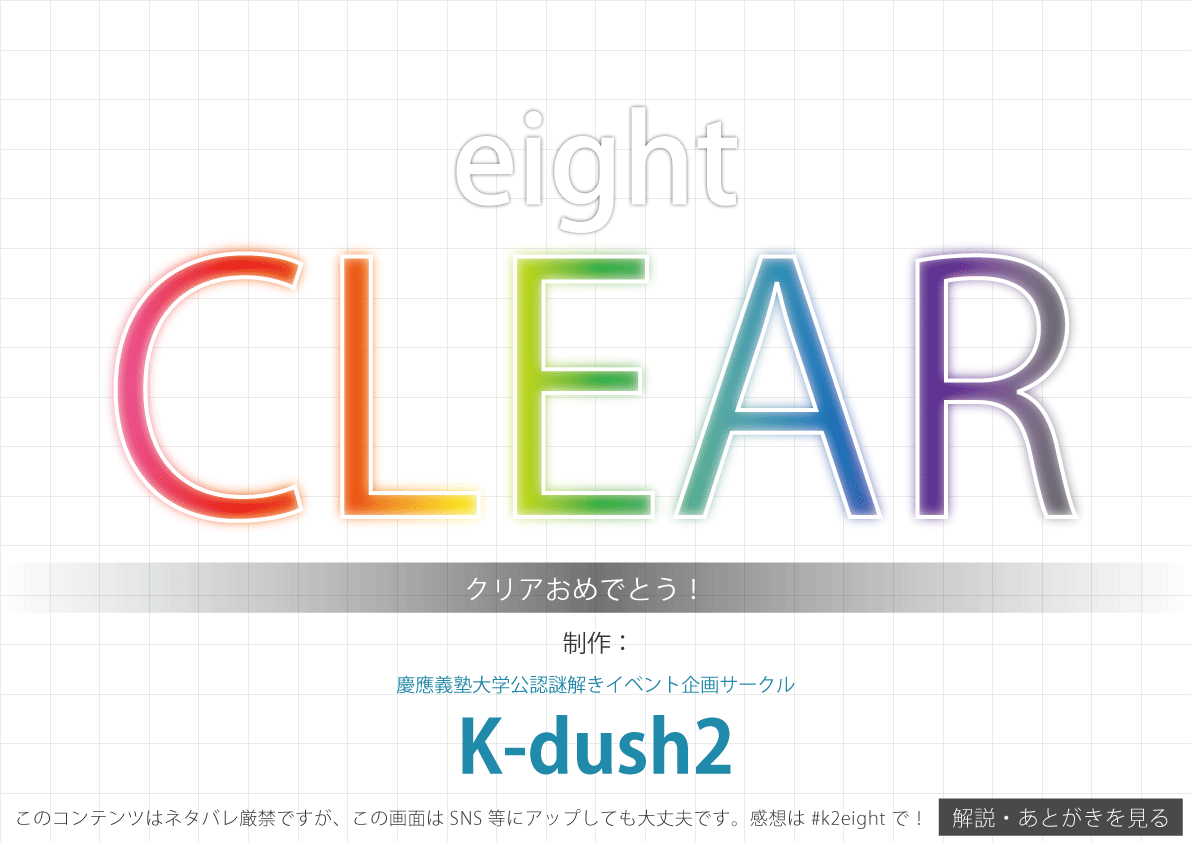 eight
CLEAR
クリアおめでとう！
制作：
慶應義塾大学公認謎解きイベント企画サークル
K-dush2
このコンテンツはネタバレ厳禁ですが、この画面は SNS 等にアップしても大丈夫です。感想は #k2eight で！
解説・あとがきを見る